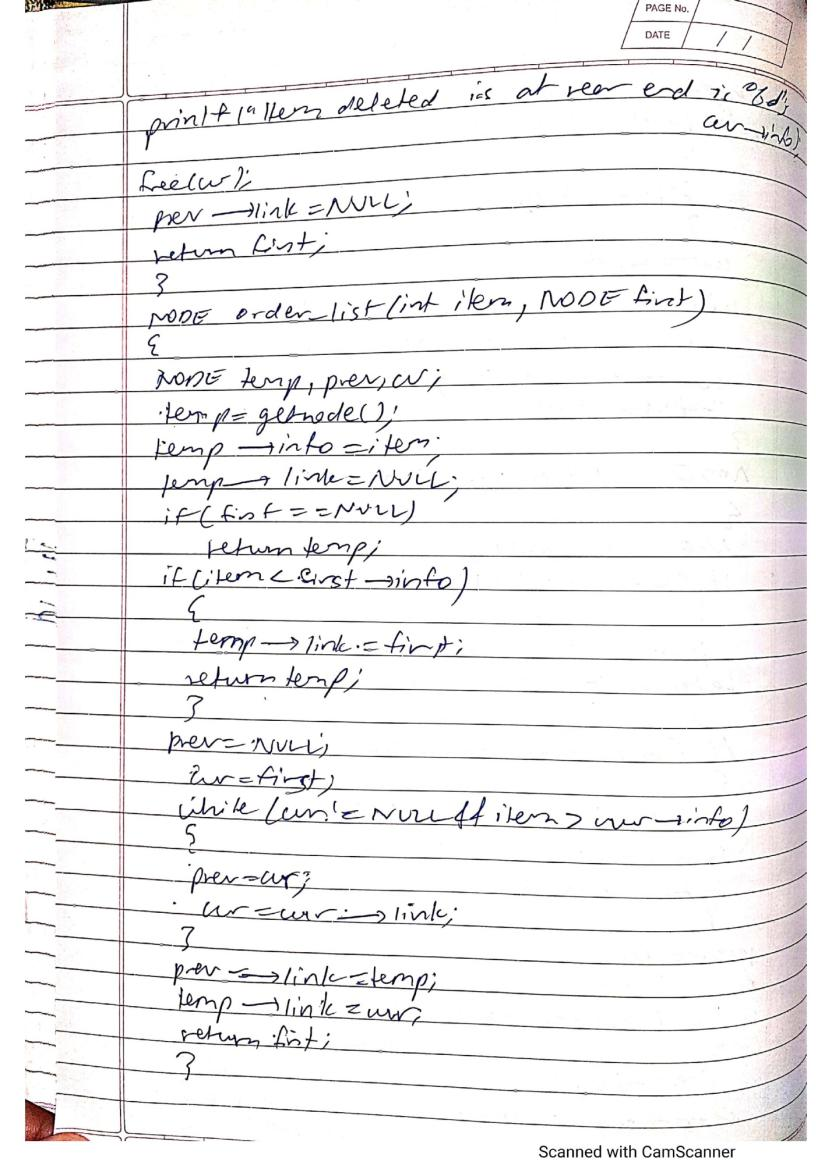 PAGE No.
DATE / /
printf("Item deleted is at rear end is %d",
cur→info);
free(cur);
prev →link = NULL;
return first;
}
NODE order_list(int item, NODE first)
{
NODE temp, prev, cur;
temp = getnode();
temp →info = item;
temp → link = NULL;
if( first == NULL)
return temp;
if(item < first →info)
{
temp → link = first;
return temp;
}
prev = NULL;
cur = first;
while (cur != NULL && item > cur →info)
{
prev = cur;
cur = cur → link;
}
prev → link = temp;
temp → link = cur;
return first;
}
Scanned with CamScanner